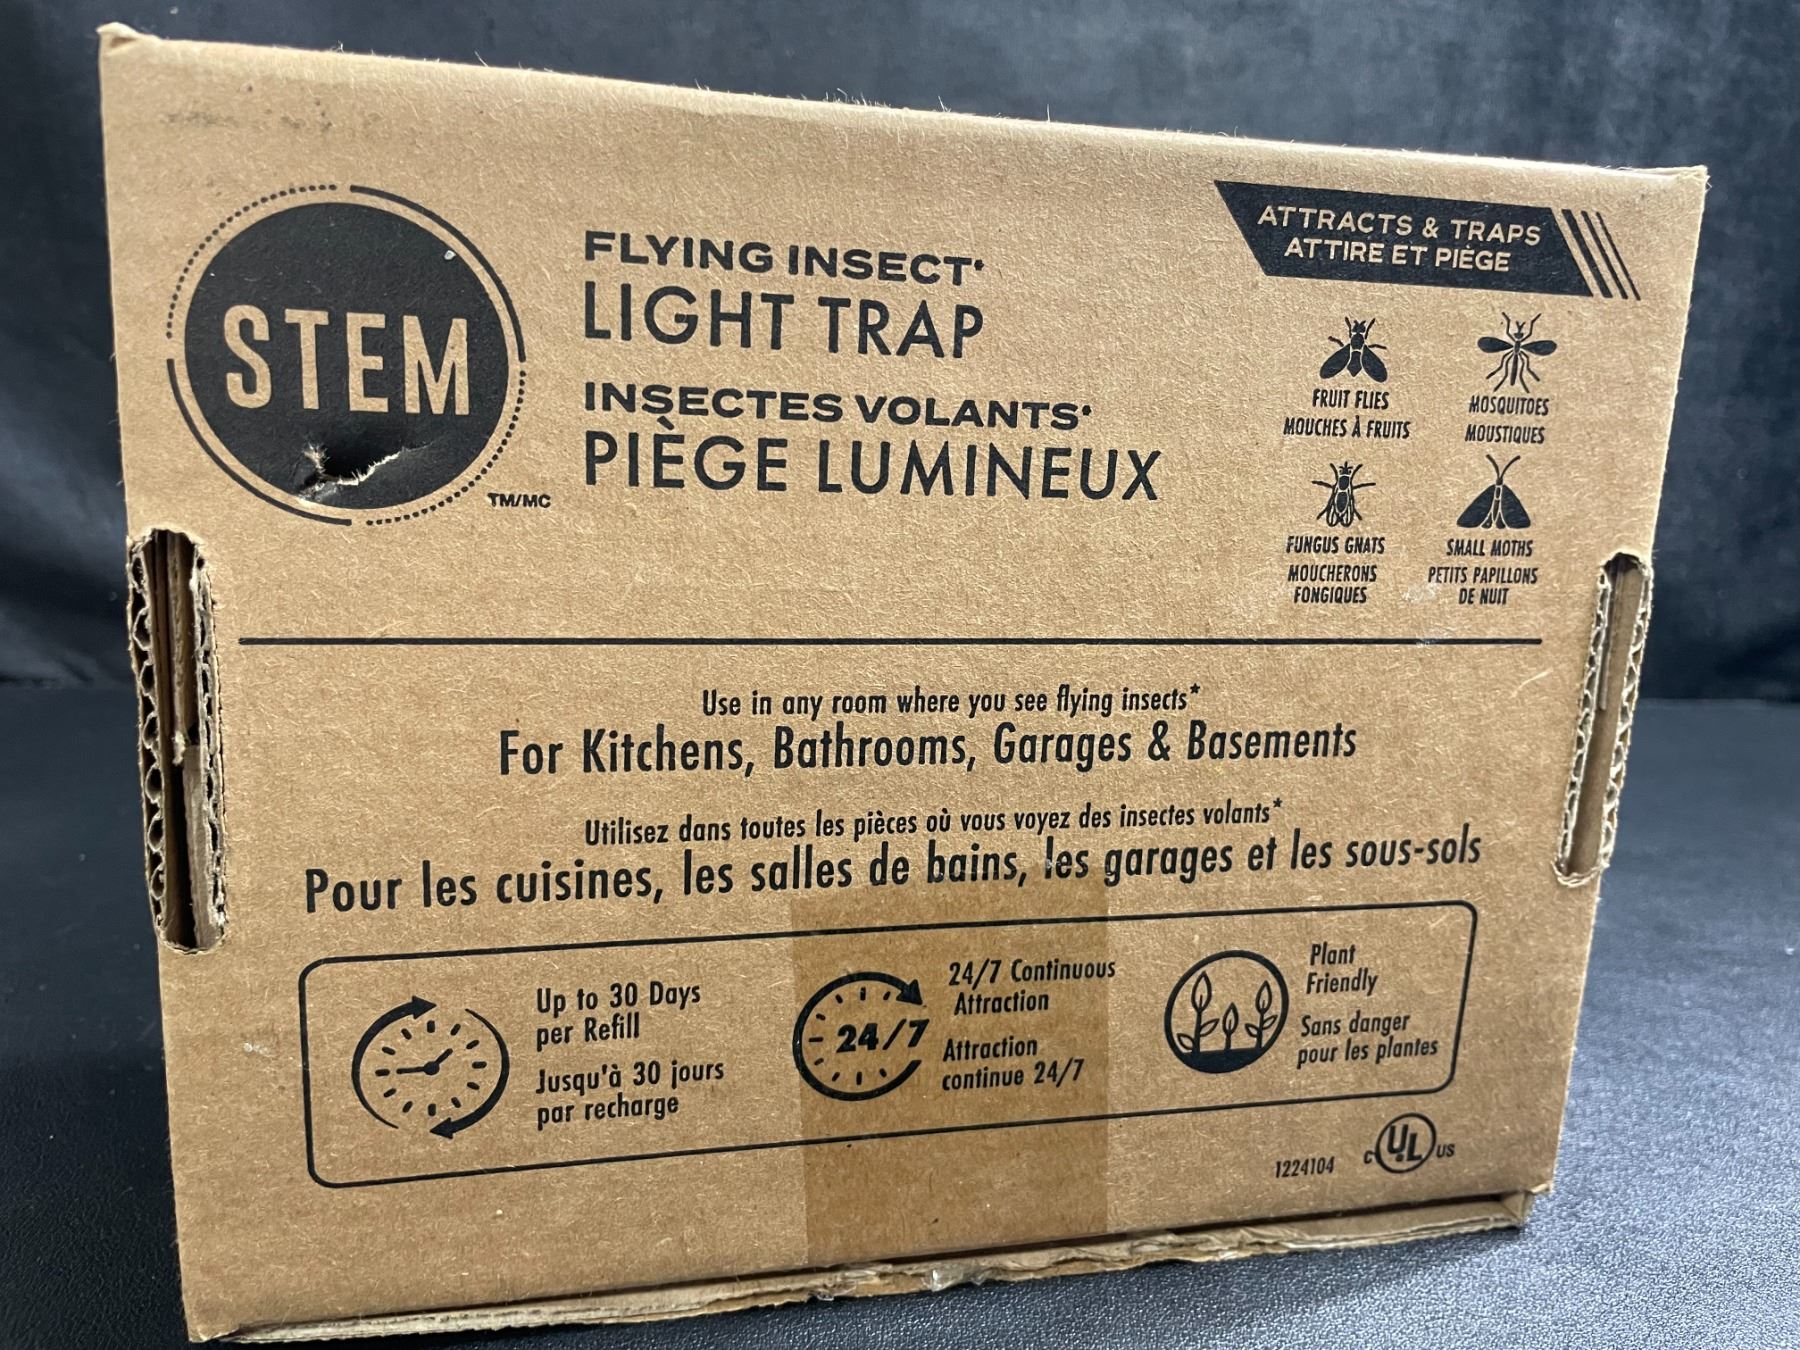 STEM
TM/MC
FLYING INSECT*
LIGHT TRAP
INSECTES VOLANTS*
PIÈGE LUMINEUX
ATTRACTS & TRAPS
ATTIRE ET PIÈGE
FRUIT FLIES
MOUCHES À FRUITS
MOSQUITOES
MOUSTIQUES
FUNGUS GNATS
MOUCHERONS
FONGIQUES
SMALL MOTHS
PETITS PAPILLONS
DE NUIT
Use in any room where you see flying insects*
For Kitchens, Bathrooms, Garages & Basements
Utilisez dans toutes les pièces où vous voyez des insectes volants*
Pour les cuisines, les salles de bains, les garages et les sous-sols
Up to 30 Days
per Refill
Jusqu'à 30 jours
par recharge
24/7
24/7 Continuous
Attraction
Attraction
continue 24/7
Plant
Friendly
Sans danger
pour les plantes
1224104
c UL US